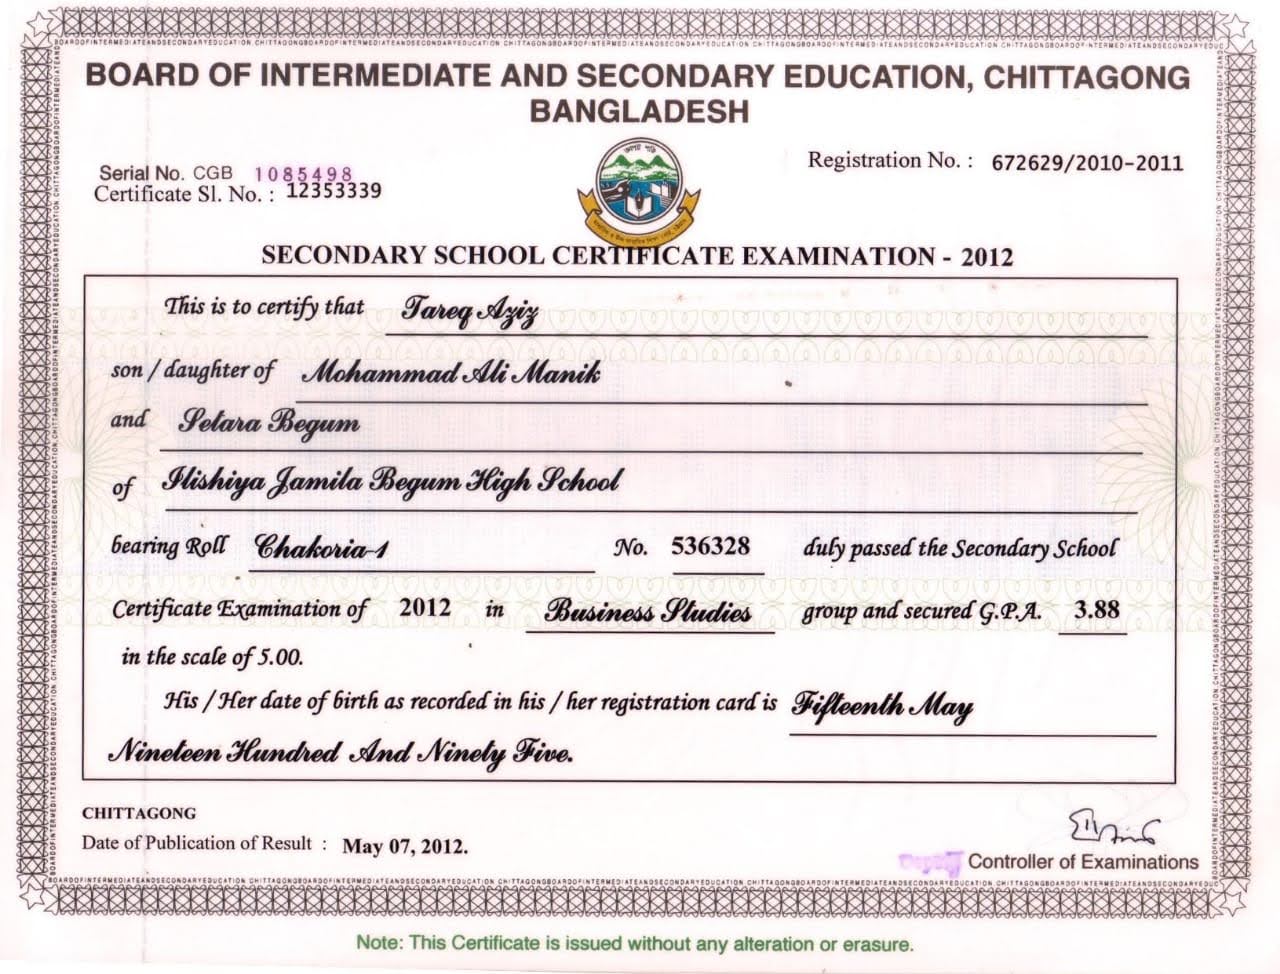 BOARD OF INTERMEDIATE AND SECONDARY EDUCATION, CHITTAGONG
BANGLADESH
Serial No. CGB 1085498
Certificate Sl. No. : 12353339
Registration No. : 672629/2010-2011
SECONDARY SCHOOL CERTIFICATE EXAMINATION - 2012
This is to certify that Tareq Aziz
son / daughter of Mohammad Ali Manik
and Setara Begum
of Ilishiya Jamila Begum High School
bearing Roll Chakoria-1 No. 536328 duly passed the Secondary School
Certificate Examination of 2012 in Business Studies group and secured G.P.A. 3.88
in the scale of 5.00.
His / Her date of birth as recorded in his / her registration card is Fifteenth May
Nineteen Hundred And Ninety Five.
CHITTAGONG
Date of Publication of Result : May 07, 2012.
Deputy Controller of Examinations
Note: This Certificate is issued without any alteration or erasure.